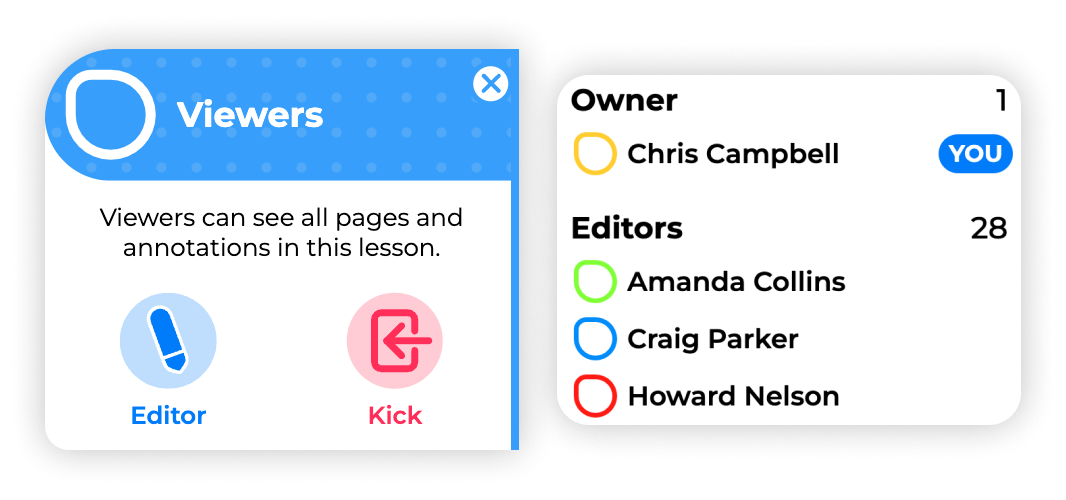 Viewers
Viewers can see all pages and
annotations in this lesson.
Editor
Kick
Owner 1
Chris Campbell YOU
Editors 28
Amanda Collins
Craig Parker
Howard Nelson